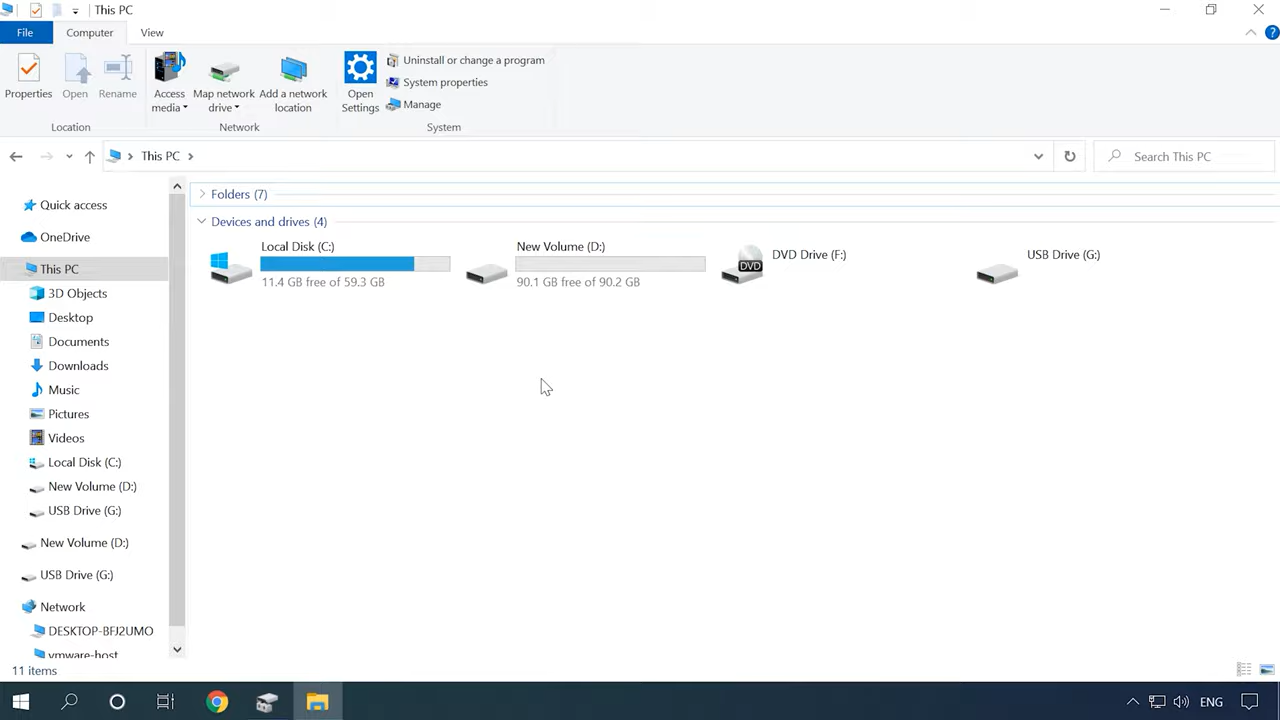 This PC
File
Computer
View
Properties
Open
Rename
Location
Access
media
Map network
drive
Add a network
location
Network
Open
Settings
Uninstall or change a program
System properties
Manage
System
This PC
Search This PC
Quick access
OneDrive
This PC
3D Objects
Desktop
Documents
Downloads
Music
Pictures
Videos
Local Disk (C:)
New Volume (D:)
USB Drive (G:)
New Volume (D:)
USB Drive (G:)
Network
DESKTOP-BFJ2UMO
vmware-host
Folders (7)
Devices and drives (4)
Local Disk (C:)
11.4 GB free of 59.3 GB
New Volume (D:)
90.1 GB free of 90.2 GB
DVD
DVD Drive (F:)
USB Drive (G:)
11 items
ENG